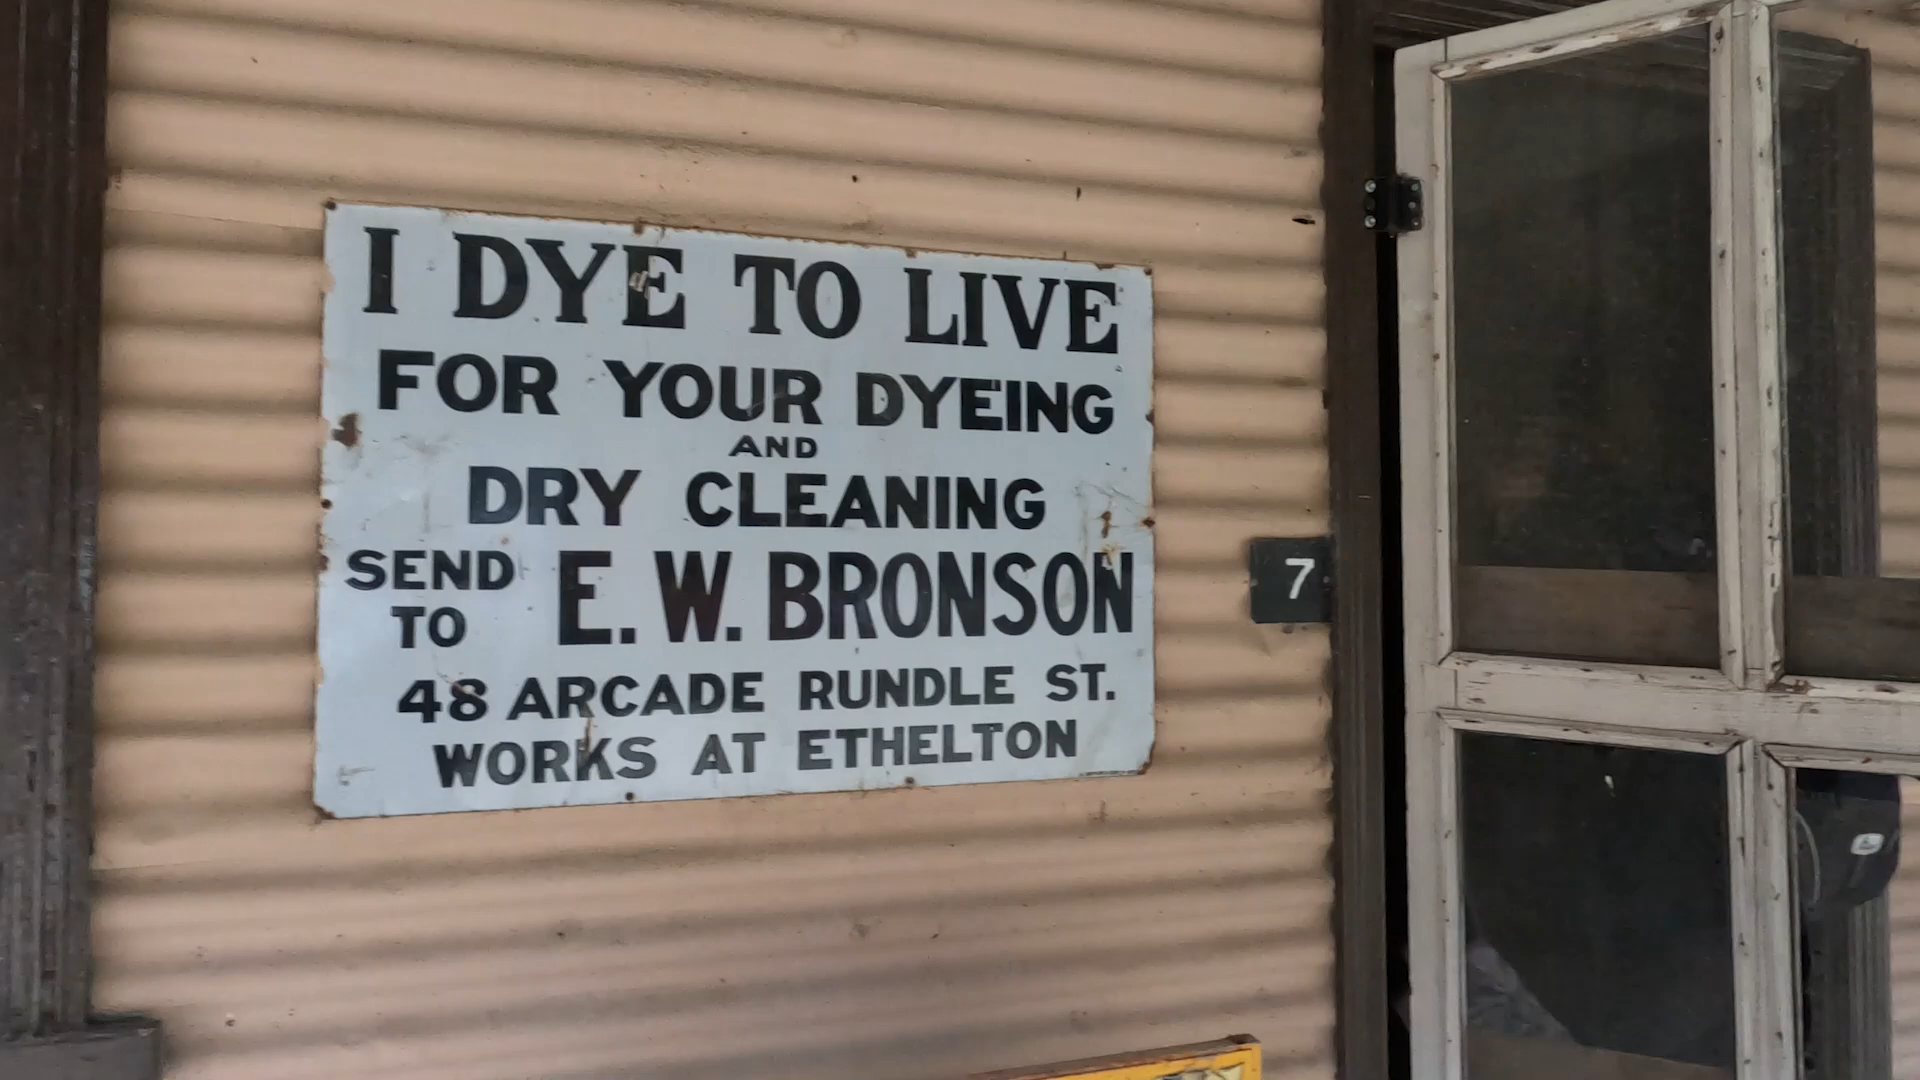 I DYE TO LIVE
FOR YOUR DYEING
AND
DRY CLEANING
SEND TO E. W. BRONSON
48 ARCADE RUNDLE ST.
WORKS AT ETHELTON
7